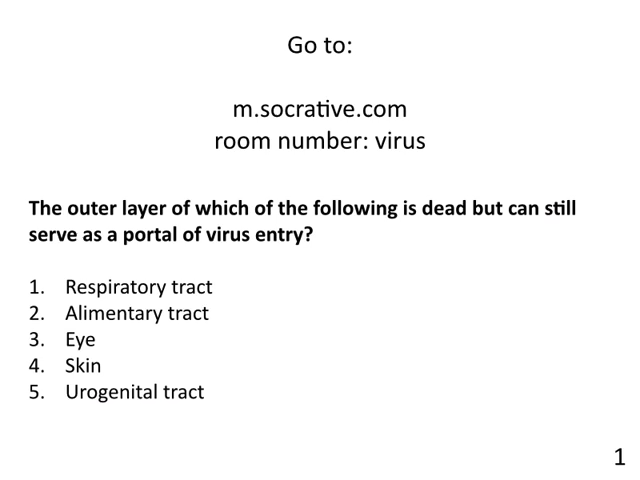 Go to:
m.socrative.com
room number: virus
The outer layer of which of the following is dead but can still
serve as a portal of virus entry?
1. Respiratory tract
2. Alimentary tract
3. Eye
4. Skin
5. Urogenital tract
1